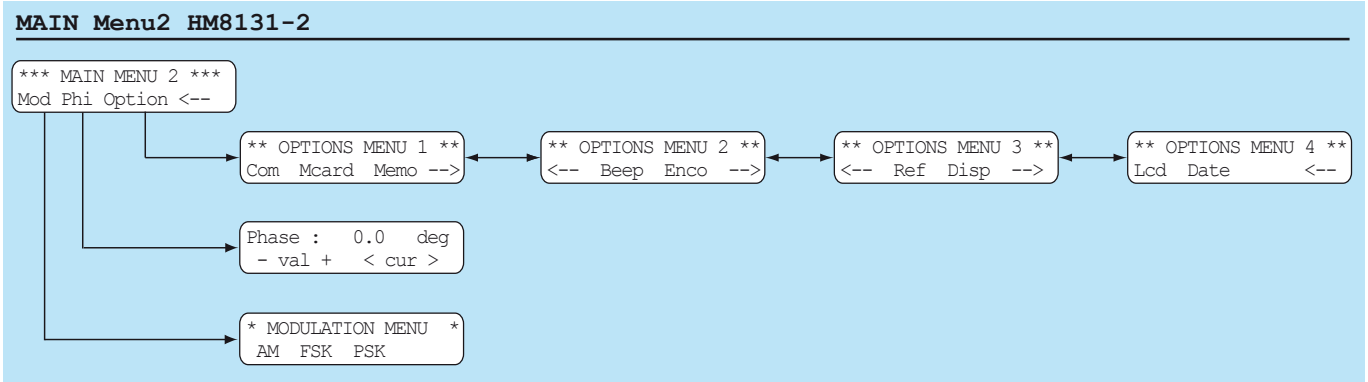 MAIN Menu2 HM8131-2
*** MAIN MENU 2 ***
Mod Phi Option <--
** OPTIONS MENU 1 **
Com Mcard Memo -->
** OPTIONS MENU 2 **
<-- Beep Enco -->
** OPTIONS MENU 3 **
<-- Ref Disp -->
** OPTIONS MENU 4 **
Lcd Date <--
Phase : 0.0 deg
- val + < cur >
* MODULATION MENU *
AM FSK PSK